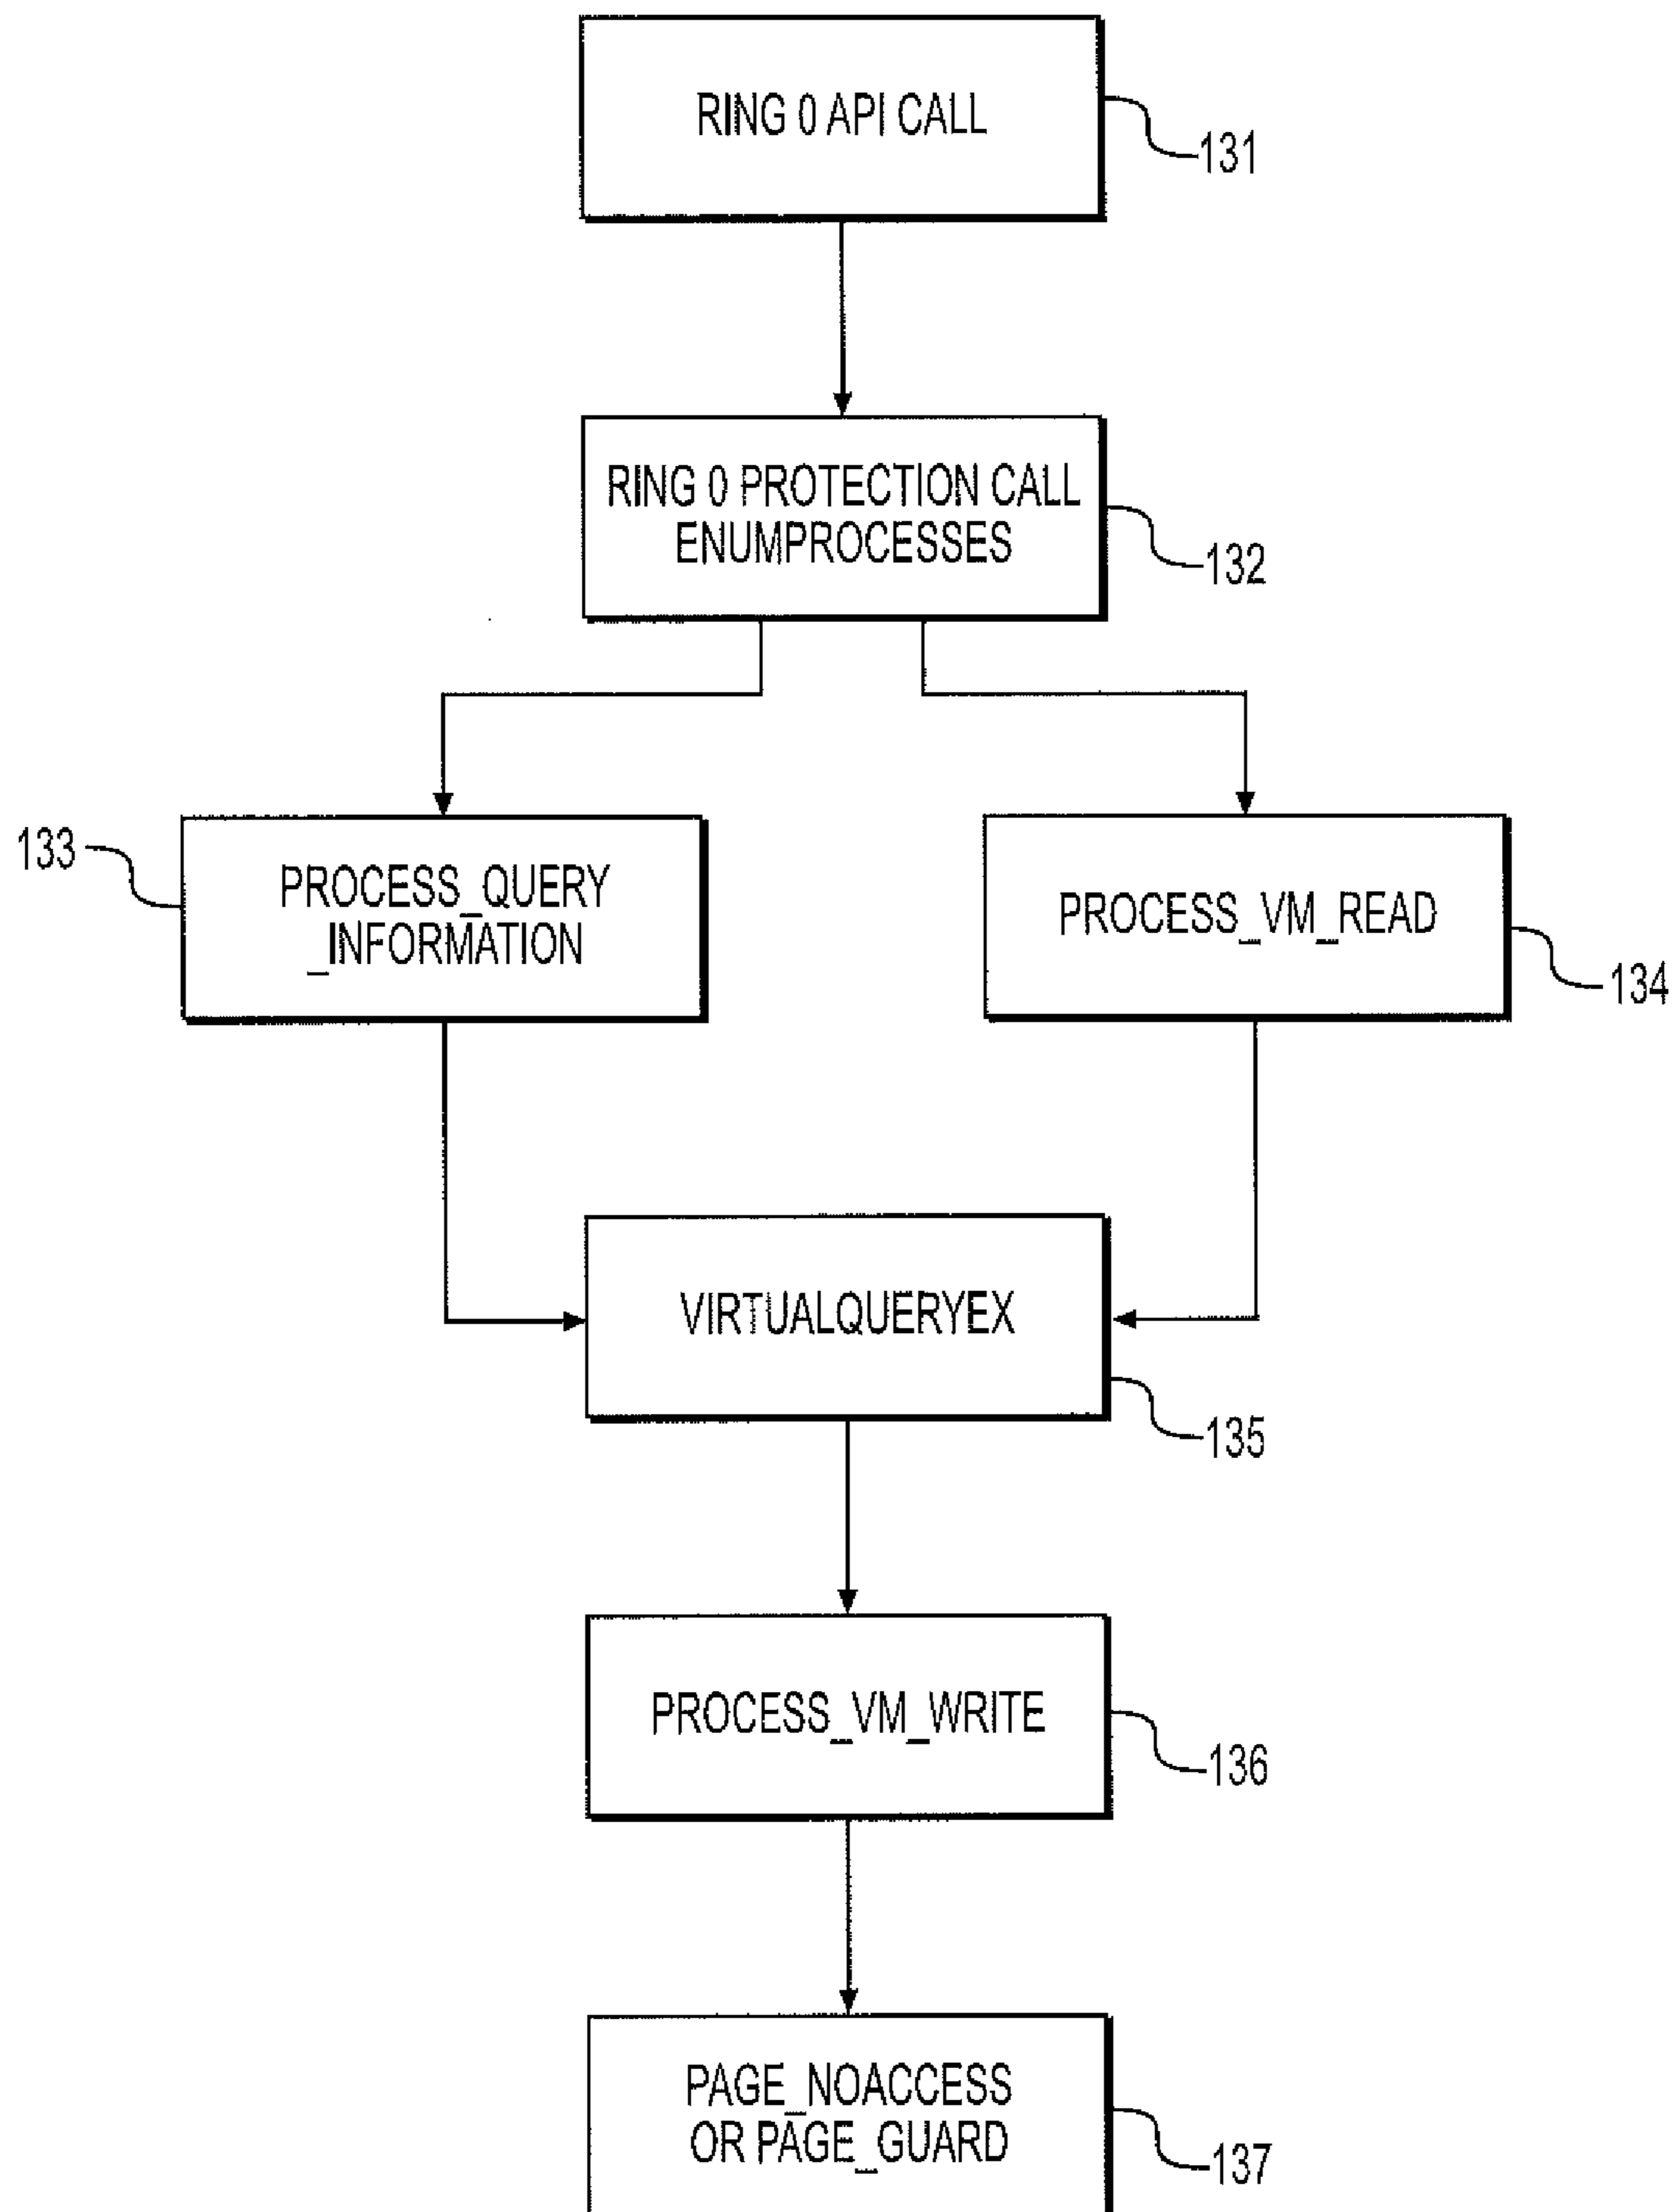 RING 0 API CALL
131
RING 0 PROTECTION CALL
ENUMPROCESSES
132
133
PROCESS_QUERY
_INFORMATION
PROCESS_VM_READ
134
VIRTUALQUERYEX
135
PROCESS_VM_WRITE
136
PAGE_NOACCESS
OR PAGE_GUARD
137